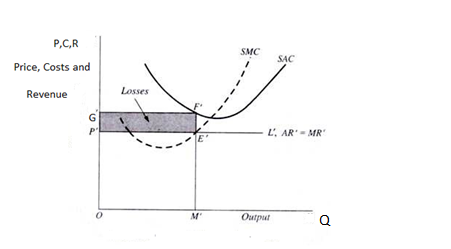 P,C,R
Price, Costs and
Revenue
SMC
SAC
Losses
F'
G'
P'
E'
L', AR' = MR'
O
M'
Output
Q